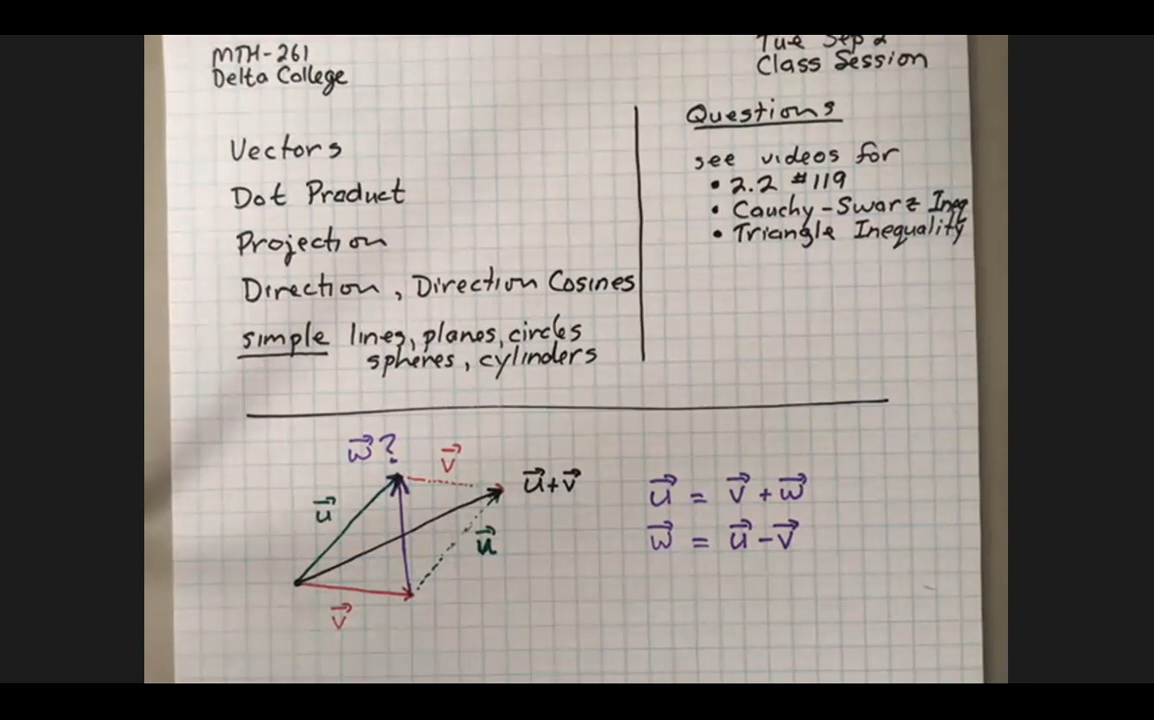 MTH-261
Delta College
Tue Sep 2
Class Session
Vectors
Dot Product
Projection
Direction, Direction Cosines
simple lines, planes, circles
spheres, cylinders
Questions
see videos for
• 2.2 #119
• Cauchy-Swarz Ineq
• Triangle Inequality
w⃗?
v⃗
u⃗+v⃗
u⃗
u⃗
v⃗
u⃗ = v⃗ + w⃗
w⃗ = u⃗ - v⃗